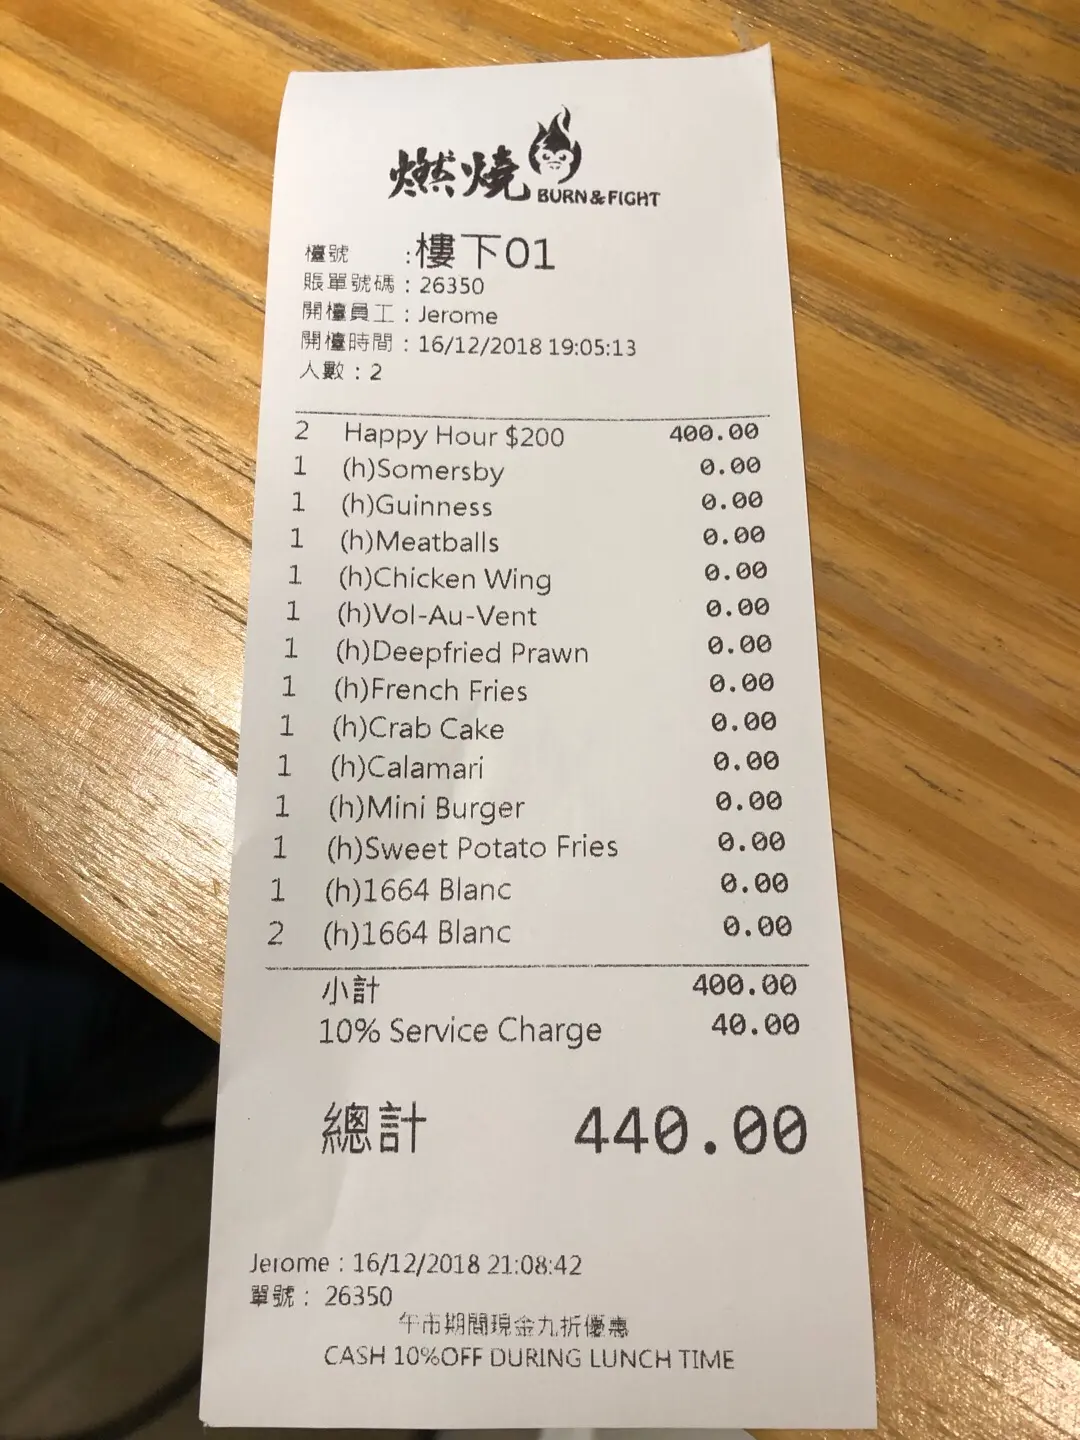 燃燒 BURN & FIGHT
檯號 :樓下01
賬單號碼 : 26350
開檯員工 : Jerome
開檯時間 : 16/12/2018 19:05:13
人數 : 2
2 Happy Hour $200 400.00
1 (h)Somersby 0.00
1 (h)Guinness 0.00
1 (h)Meatballs 0.00
1 (h)Chicken Wing 0.00
1 (h)Vol-Au-Vent 0.00
1 (h)Deepfried Prawn 0.00
1 (h)French Fries 0.00
1 (h)Crab Cake 0.00
1 (h)Calamari 0.00
1 (h)Mini Burger 0.00
1 (h)Sweet Potato Fries 0.00
1 (h)1664 Blanc 0.00
2 (h)1664 Blanc 0.00
小計 400.00
10% Service Charge 40.00
總計 440.00
Jerome : 16/12/2018 21:08:42
單號 : 26350
午市期間現金九折優惠
CASH 10%OFF DURING LUNCH TIME